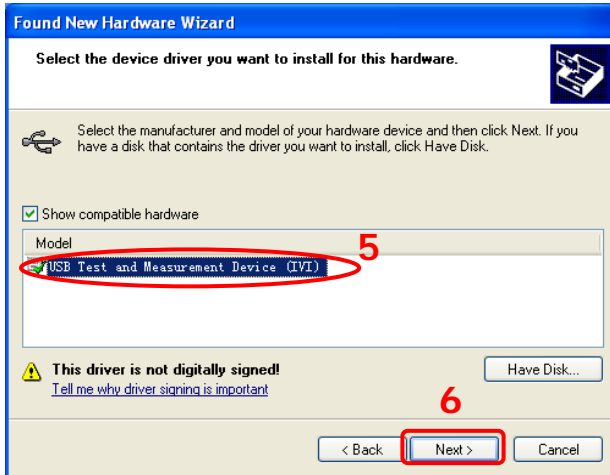 Found New Hardware Wizard
Select the device driver you want to install for this hardware.
Select the manufacturer and model of your hardware device and then click Next. If you
have a disk that contains the driver you want to install, click Have Disk.
Show compatible hardware
Model
5
USB Test and Measurement Device (IVI)
This driver is not digitally signed!
Have Disk...
Tell me why driver signing is important
6
< Back
Next >
Cancel